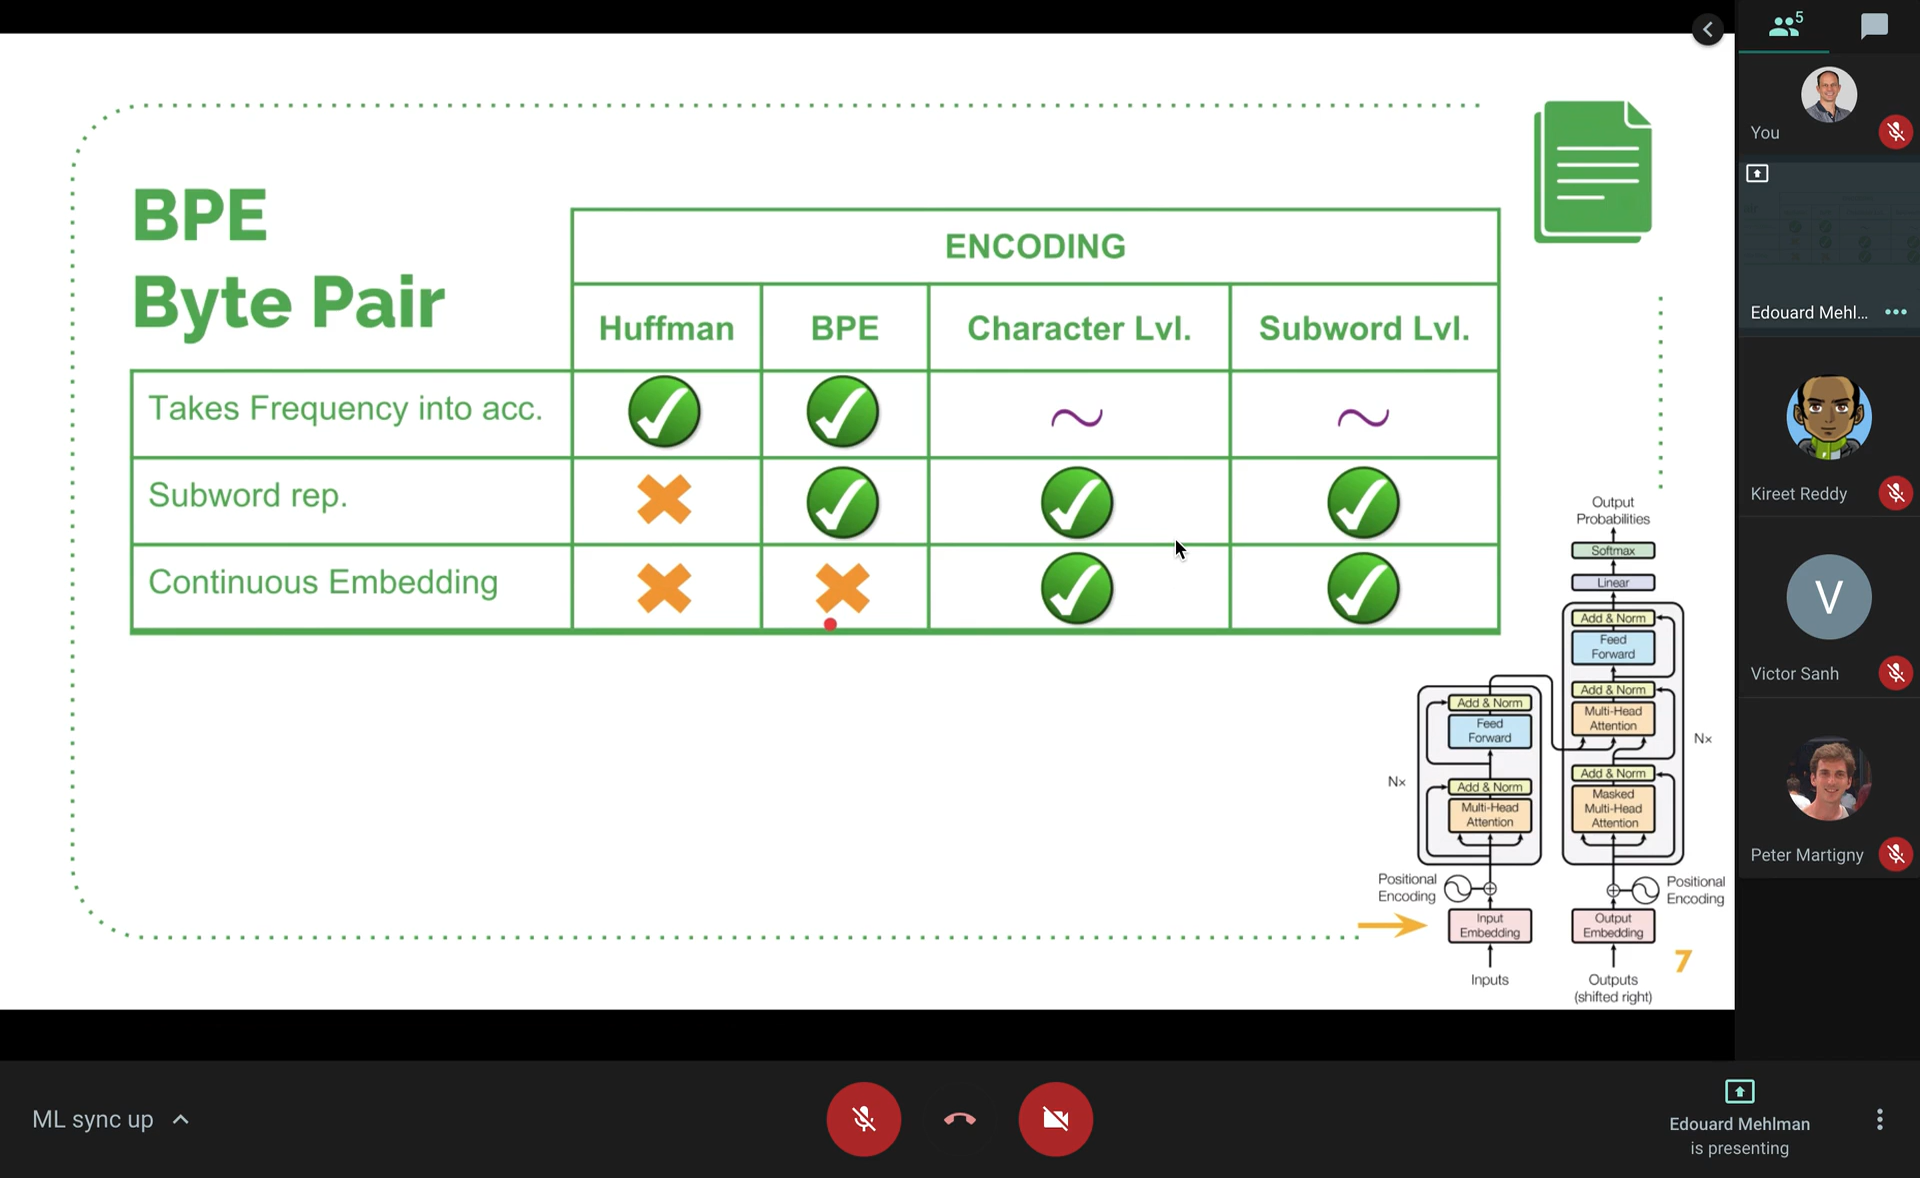 5
BPE
Byte Pair
ENCODING
Huffman
BPE
Character Lvl.
Subword Lvl.
Takes Frequency into acc.
Subword rep.
Continuous Embedding
Output
Probabilities
Softmax
Linear
Add & Norm
Feed
Forward
Add & Norm
Multi-Head
Attention
Add & Norm
Masked
Multi-Head
Attention
Nx
Add & Norm
Feed
Forward
Add & Norm
Multi-Head
Attention
Nx
Positional
Encoding
Positional
Encoding
Input
Embedding
Output
Embedding
Inputs
Outputs
(shifted right)
7
You
Edouard Mehl...
Kireet Reddy
V
Victor Sanh
Peter Martigny
ML sync up
Edouard Mehlman
is presenting